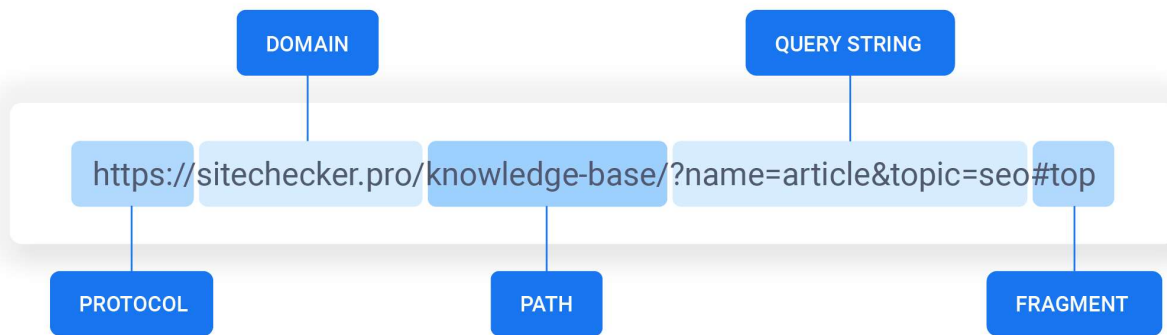 DOMAIN QUERY STRING
https://sitechecker.pro/knowledge-base/?name=article&topic=seo#top
PROTOCOL PATH FRAGMENT